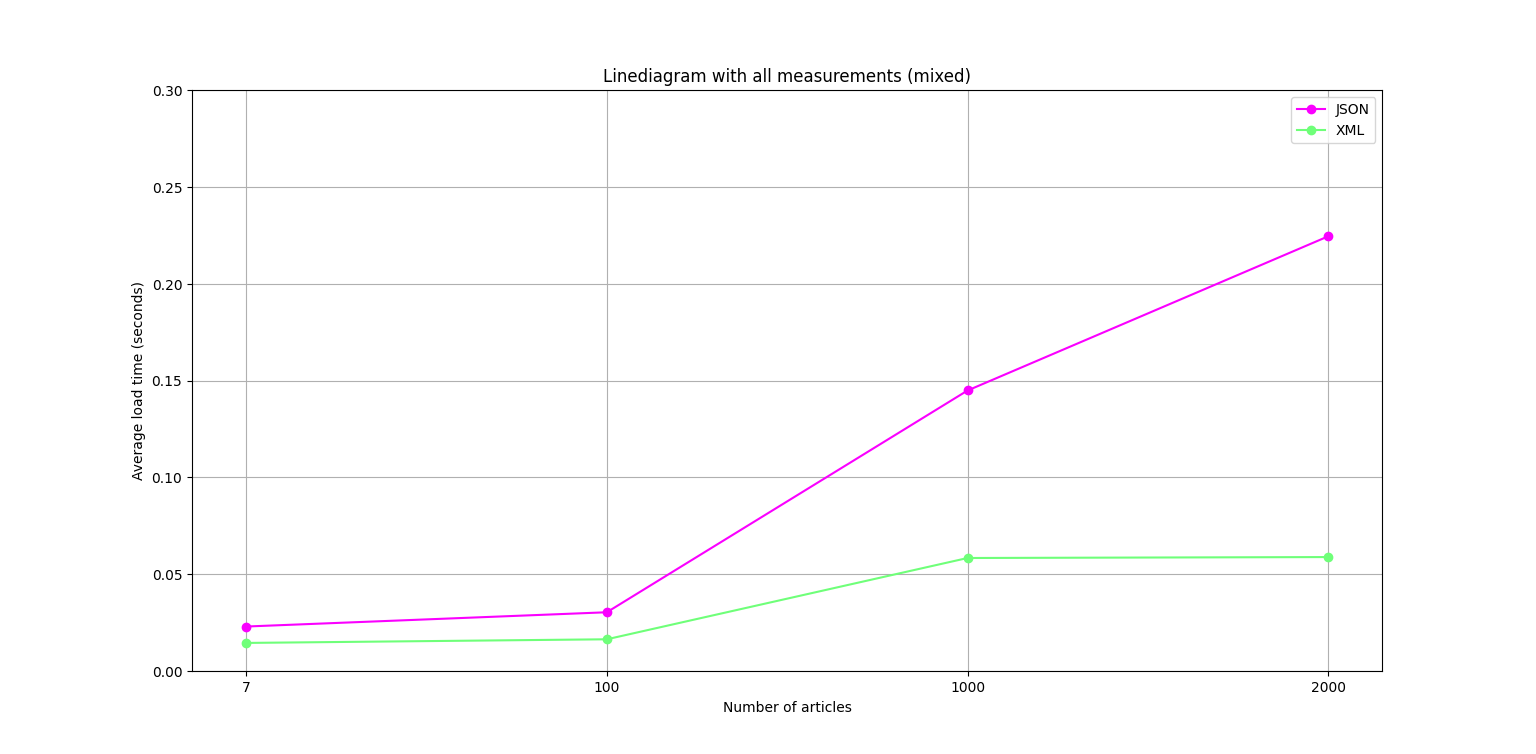 Linediagram with all measurements (mixed)
0.30
0.25
0.20
0.15
0.10
0.05
0.00
Average load time (seconds)
JSON
XML
7 100 1000 2000
Number of articles